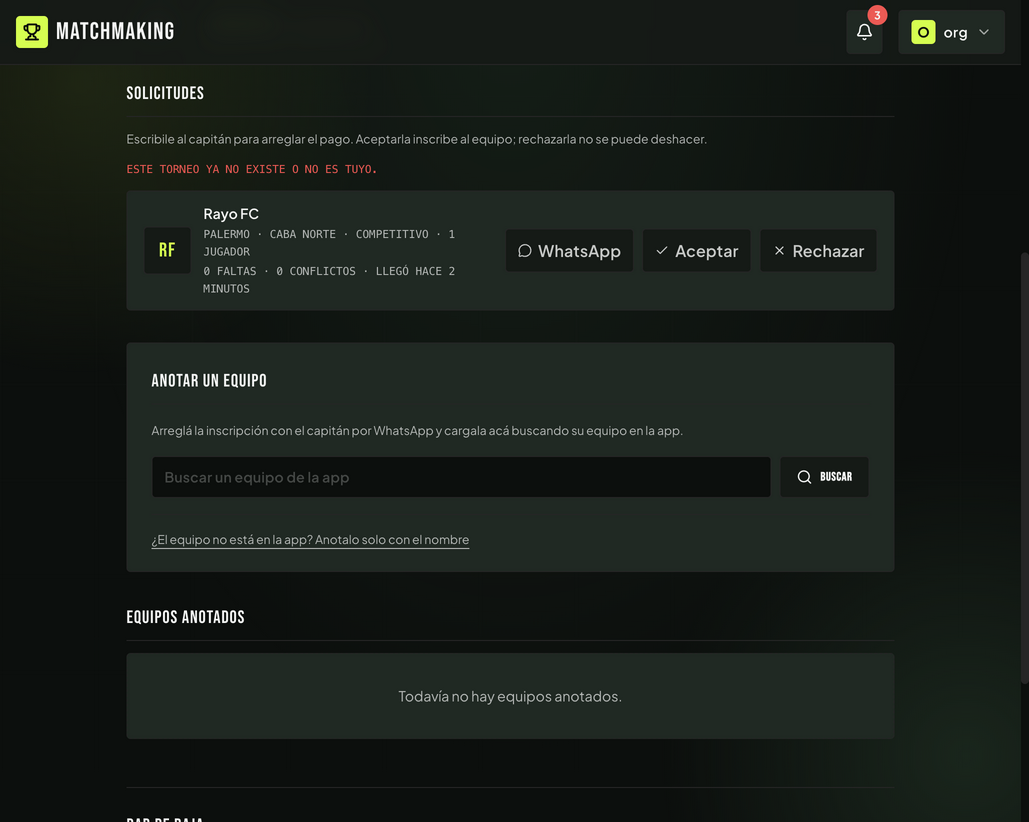 MATCHMAKING
3
O org
SOLICITUDES
Escribile al capitán para arreglar el pago. Aceptarla inscribe al equipo; rechazarla no se puede deshacer.
ESTE TORNEO YA NO EXISTE O NO ES TUYO.
RF
Rayo FC
PALERMO · CABA NORTE · COMPETITIVO · 1
JUGADOR
0 FALTAS · 0 CONFLICTOS · LLEGÓ HACE 2
MINUTOS
WhatsApp
Aceptar
Rechazar
ANOTAR UN EQUIPO
Arreglá la inscripción con el capitán por WhatsApp y cargala acá buscando su equipo en la app.
Buscar un equipo de la app
BUSCAR
¿El equipo no está en la app? Anotalo solo con el nombre
EQUIPOS ANOTADOS
Todavía no hay equipos anotados.
DAR DE BAJA